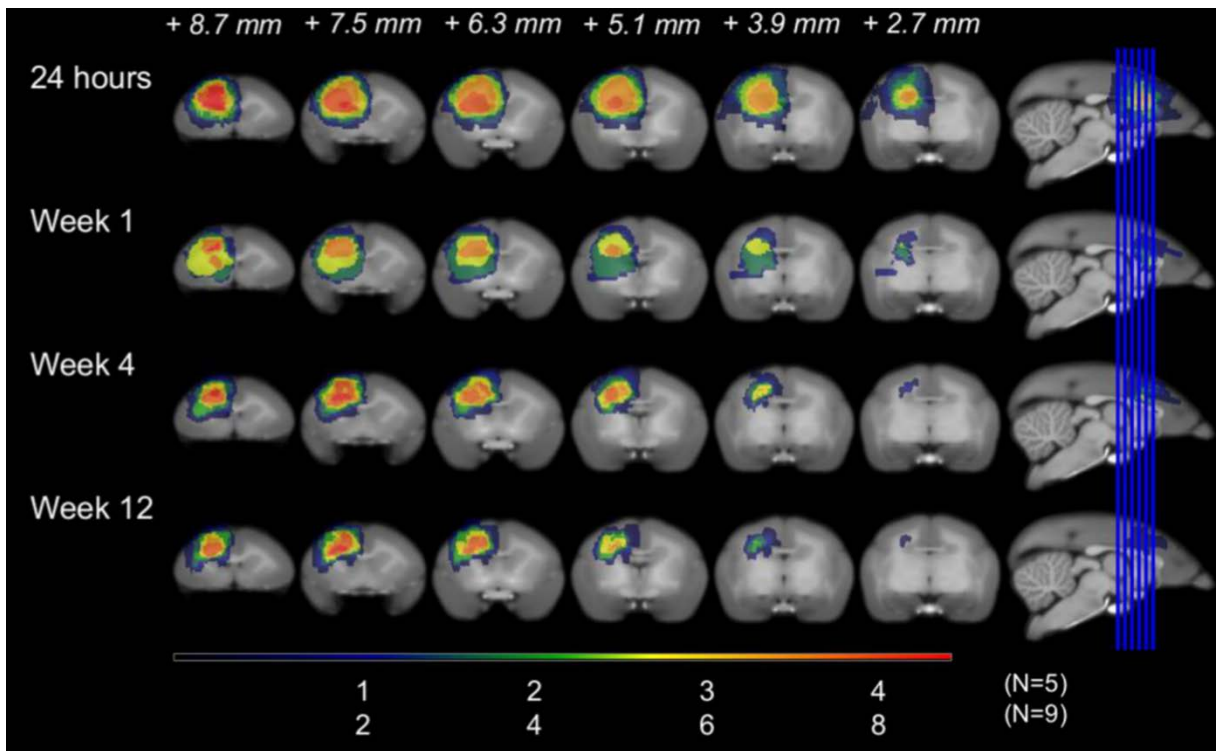 + 8.7 mm + 7.5 mm + 6.3 mm + 5.1 mm + 3.9 mm + 2.7 mm
24 hours
Week 1
Week 4
Week 12
1 2 3 4 (N=5)
2 4 6 8 (N=9)